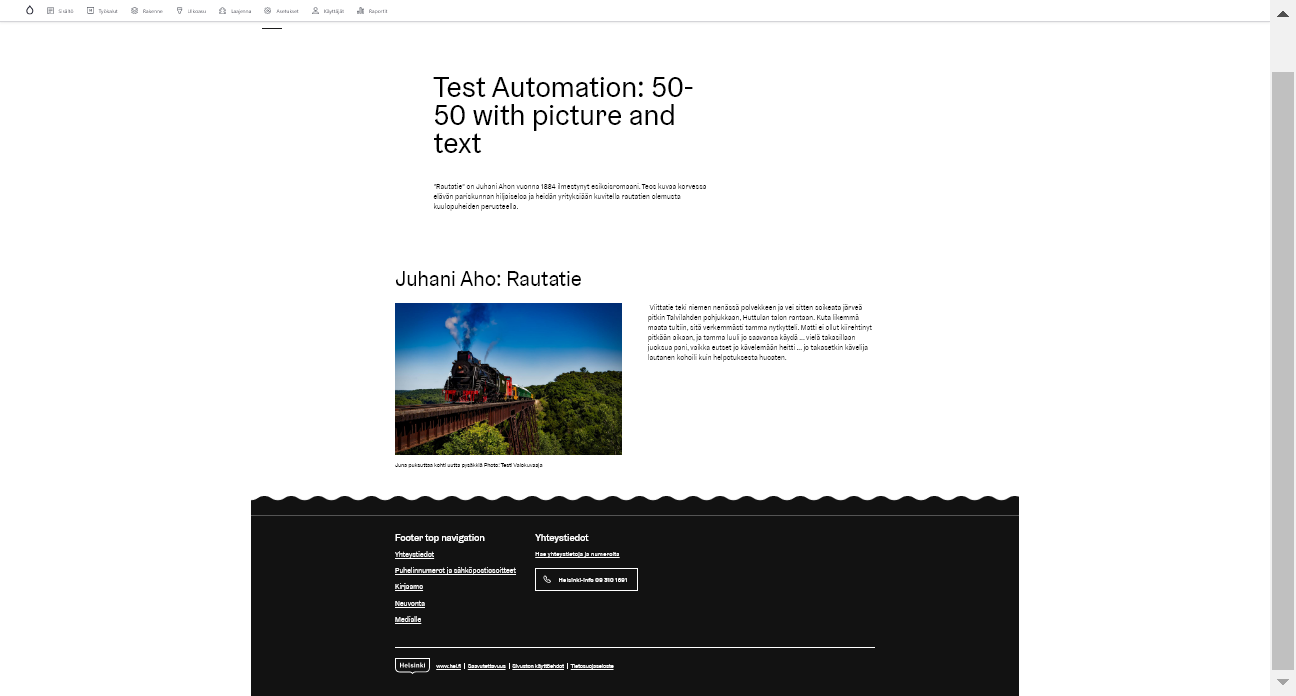 Sisältö Työkalut Rakenne Ulkoasu Laajenna Asetukset Käyttäjät Raportit
Test Automation: 50-
50 with picture and
text
"Rautatie" on Juhani Ahon vuonna 1884 ilmestynyt esikoisromaani. Teos kuvaa korvessa
elävän pariskunnan hiljaiseloa ja heidän yrityksiään kuvitella rautatien olemusta
kuulopuheiden perusteella.
Juhani Aho: Rautatie
Viittatie teki niemen nenässä polvekkeen ja vei sitten soikeata järveä
pitkin Talvilahden pohjukkaan, Huttulan talon rantaan. Kuta likemmä
maata tultiin, sitä verkemmästi tamma nytkytteli. Matti ei ollut kiirehtinyt
pitkään aikaan, ja tamma luuli jo saavansa käydä ... vielä takasillaan
juoksua pani, vaikka eutset jo kävelemään heitti ... jo takasetkin kävelijä
lautanen kohoili kuin helpotuksesta huoaten.
Juna puksuttaa kohti uutta pysäkkiä Photo: Testi Valokuvaaja
Footer top navigation
Yhteystiedot
Puhelinnumerot ja sähköpostiosoitteet
Kirjaamo
Neuvonta
Medialle
Yhteystiedot
Hae yhteystietoja ja numeroita
Helsinki-info 09 310 1691
Helsinki www.hel.fi | Saavutettavuus | Sivuston käyttöehdot | Tietosuojaseloste